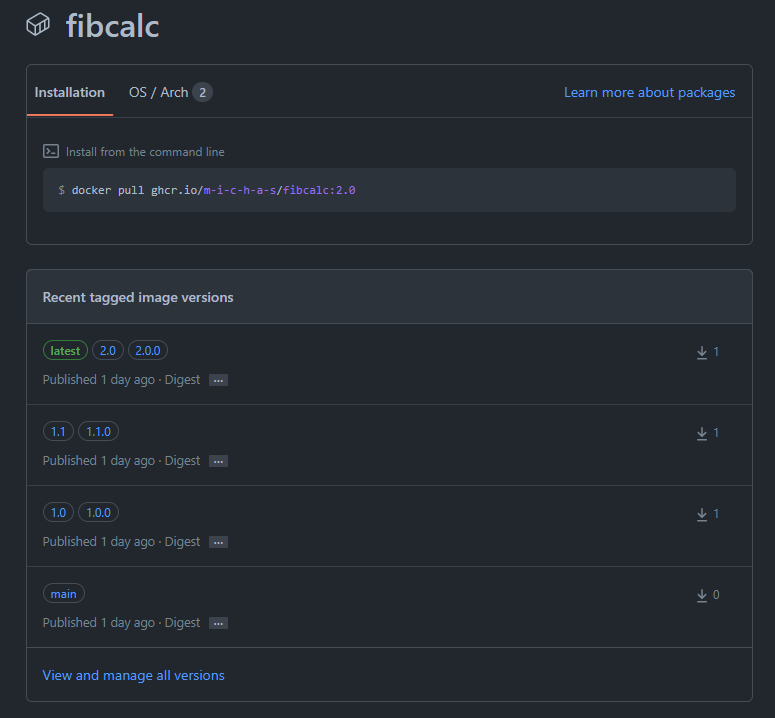 fibcalc
Installation OS / Arch 2 Learn more about packages
Install from the command line
$ docker pull ghcr.io/m-i-c-h-a-s/fibcalc:2.0
Recent tagged image versions
latest 2.0 2.0.0
1
Published 1 day ago · Digest ...
1.1 1.1.0
1
Published 1 day ago · Digest ...
1.0 1.0.0
1
Published 1 day ago · Digest ...
main
0
Published 1 day ago · Digest ...
View and manage all versions